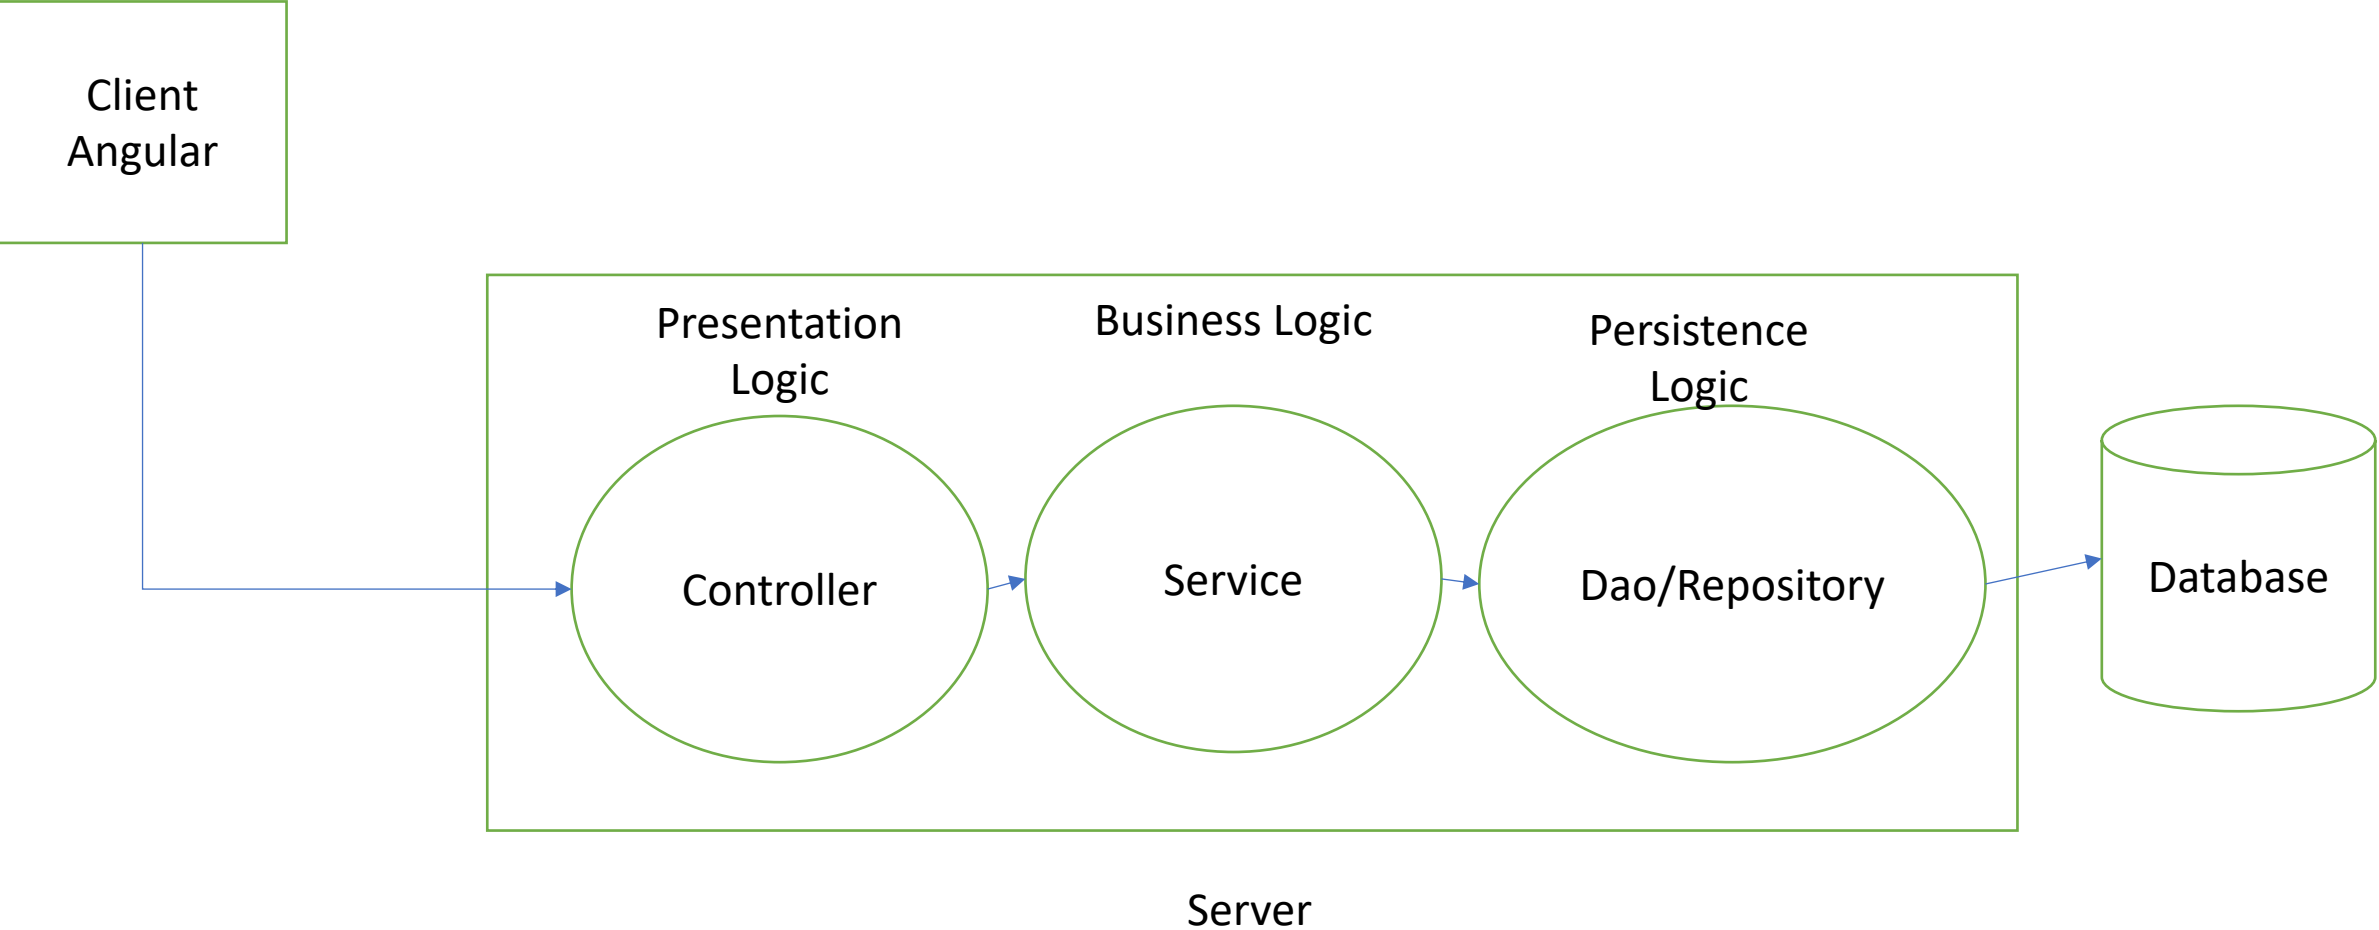 Client
Angular
Presentation
Logic
Business Logic
Persistence
Logic
Controller
Service
Dao/Repository
Database
Server